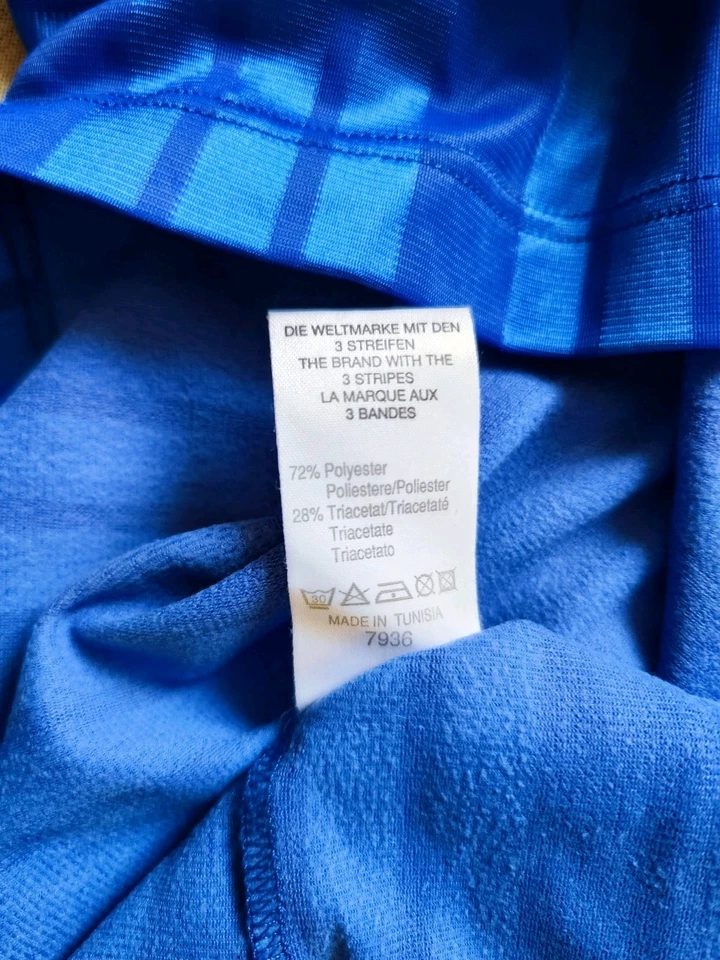 DIE WELTMARKE MIT DEN
3 STREIFEN
THE BRAND WITH THE
3 STRIPES
LA MARQUE AUX
3 BANDES
72% Polyester
Poliestere/Poliester
28% Triacetat/Triacetaté
Triacetate
Triacetato
30
MADE IN TUNISIA
7936